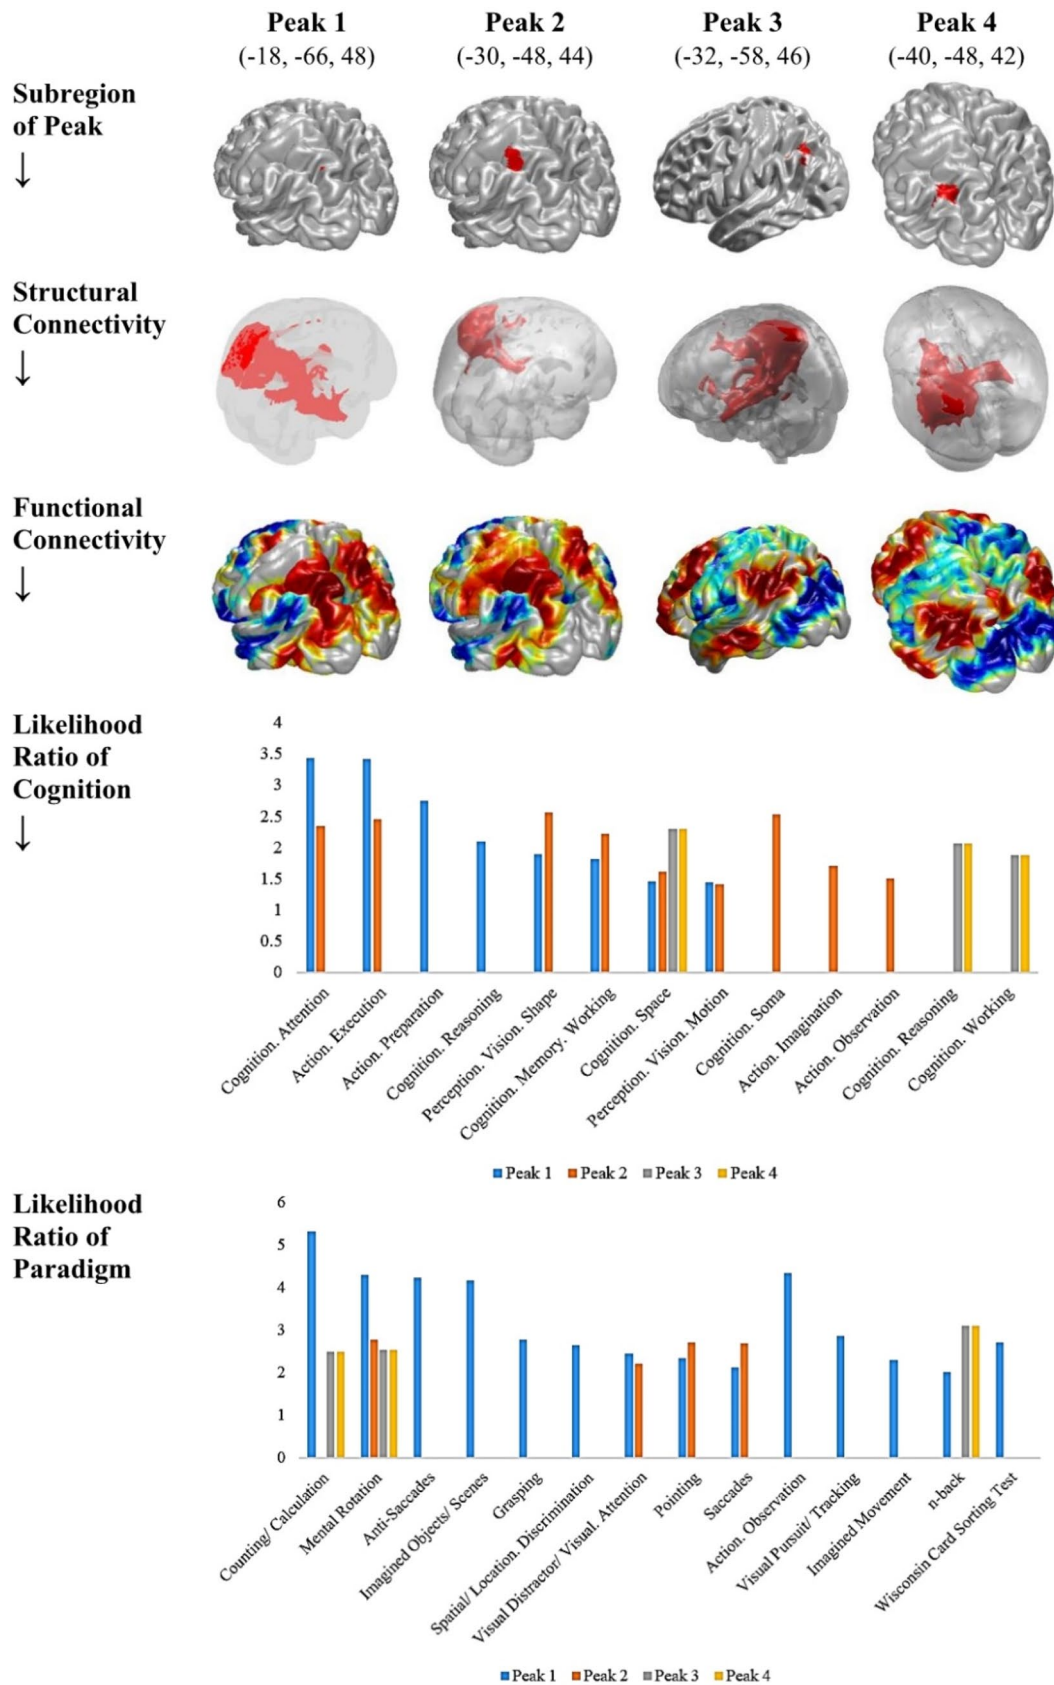 Peak 1 Peak 2 Peak 3 Peak 4
(-18, -66, 48) (-30, -48, 44) (-32, -58, 46) (-40, -48, 42)
Subregion
of Peak
↓
Structural
Connectivity
↓
Functional
Connectivity
↓
Likelihood
Ratio of
Cognition
↓
4
3.5
3
2.5
2
1.5
1
0.5
0
Cognition. Attention
Action. Execution
Action. Preparation
Cognition. Reasoning
Perception. Vision. Shape
Cognition. Memory. Working
Cognition. Space
Perception. Vision. Motion
Cognition. Soma
Action. Imagination
Action. Observation
Cognition. Reasoning
Cognition. Working
Peak 1 Peak 2 Peak 3 Peak 4
Likelihood
Ratio of
Paradigm
6
5
4
3
2
1
0
Counting/ Calculation
Mental Rotation
Anti-Saccades
Imagined Objects/ Scenes
Grasping
Spatial/ Location. Discrimination
Visual Distractor/ Visual. Attention
Pointing
Saccades
Action. Observation
Visual Pursuit/ Tracking
Imagined Movement
n-back
Wisconsin Card Sorting Test
Peak 1 Peak 2 Peak 3 Peak 4